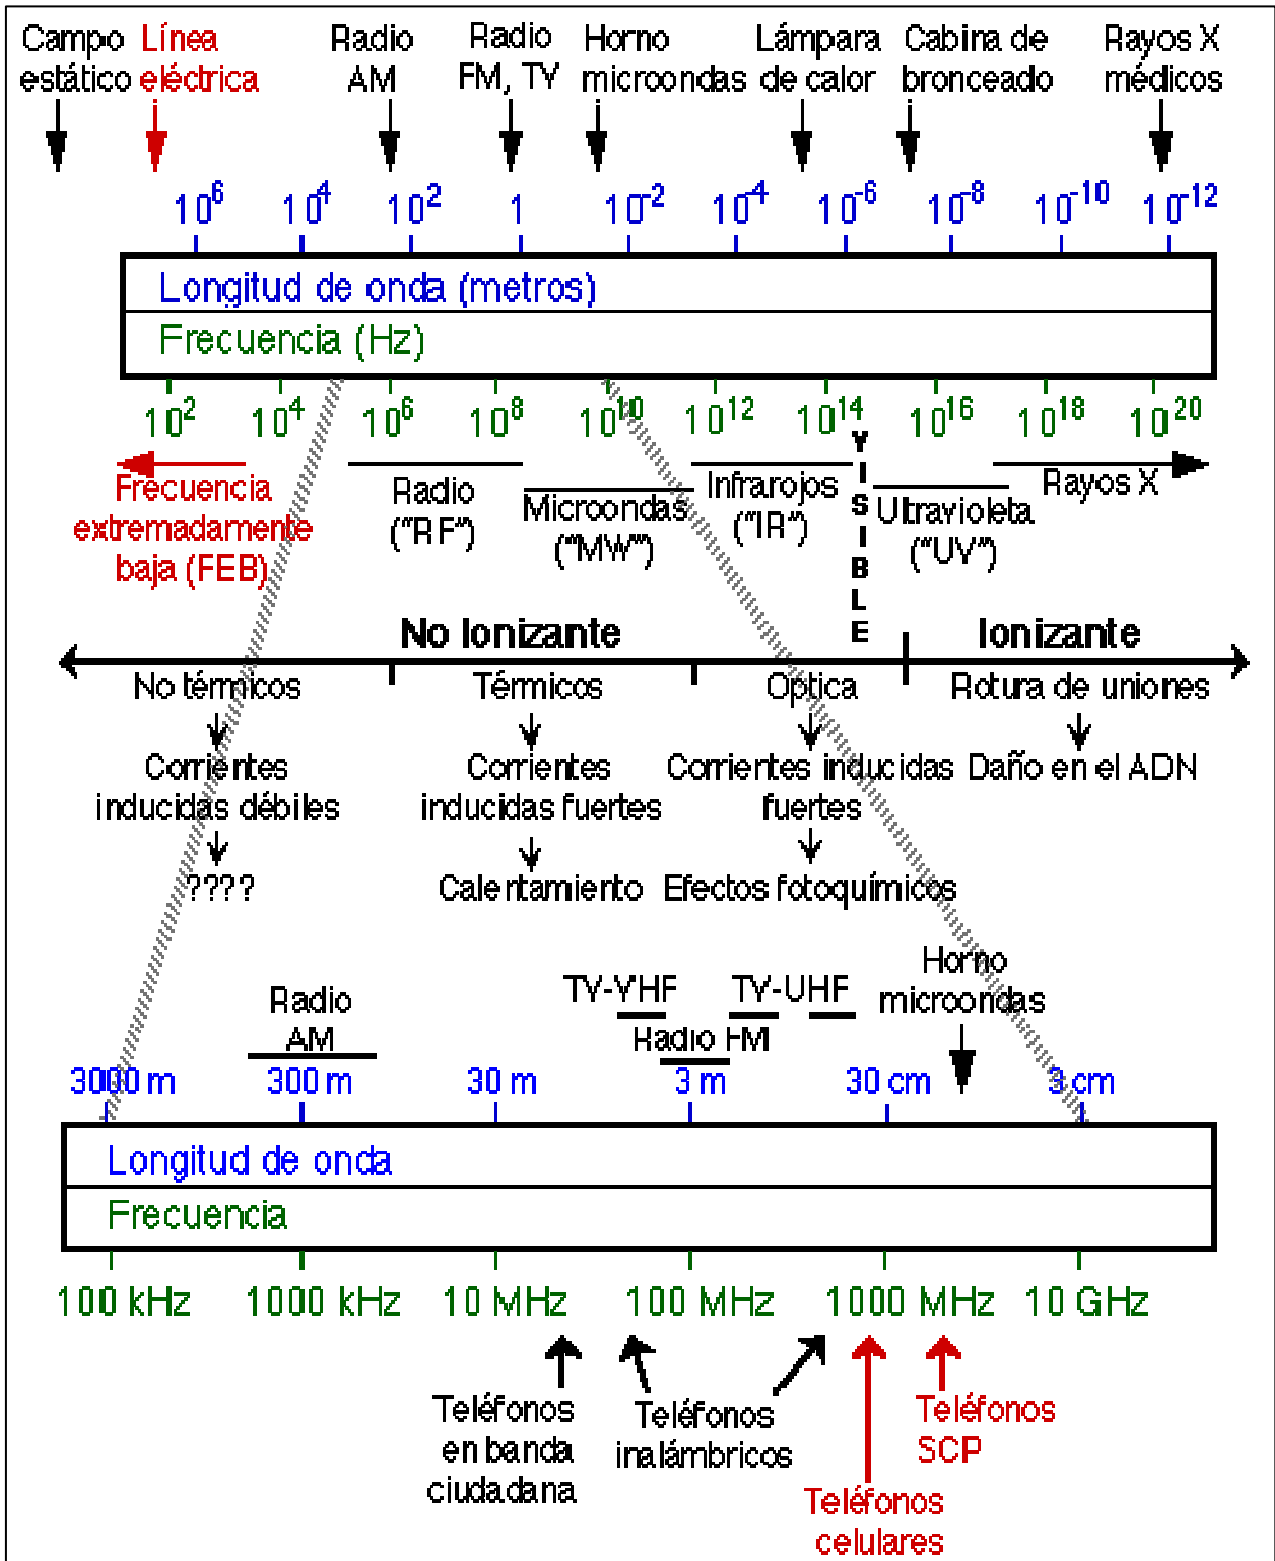 Campo Línea Radio Radio Horno Lámpara Cabina de Rayos X
estático eléctrica AM FM, TV microondas de calor bronceado médicos
10^6 10^4 10^2 1 10^-2 10^-4 10^-6 10^-8 10^-10 10^-12
Longitud de onda (metros)
Frecuencia (Hz)
10^2 10^4 10^6 10^8 10^10 10^12 10^14 10^16 10^18 10^20
VISIBLE
Frecuencia
extremadamente
baja (FEB)
Radio
("RF")
Microondas
("MW")
Infrarojos
("IR")
Ultravioleta
("UV")
Rayos X
No Ionizante Ionizante
No térmicos Térmicos Optica Rotura de uniones
Corrientes Corrientes Corrientes inducidas Daño en el ADN
inducidas débiles inducidas fuertes fuertes
???? Calentamiento Efectos fotoquímicos
Horno
microondas
TV-VHF TV-UHF
Radio
AM
Radio FM
3000 m 300 m 30 m 3 m 30 cm 3 cm
Longitud de onda
Frecuencia
100 kHz 1000 kHz 10 MHz 100 MHz 1000 MHz 10 GHz
Teléfonos
en banda
ciudadana
Teléfonos
inalámbricos
Teléfonos
SCP
Teléfonos
celulares